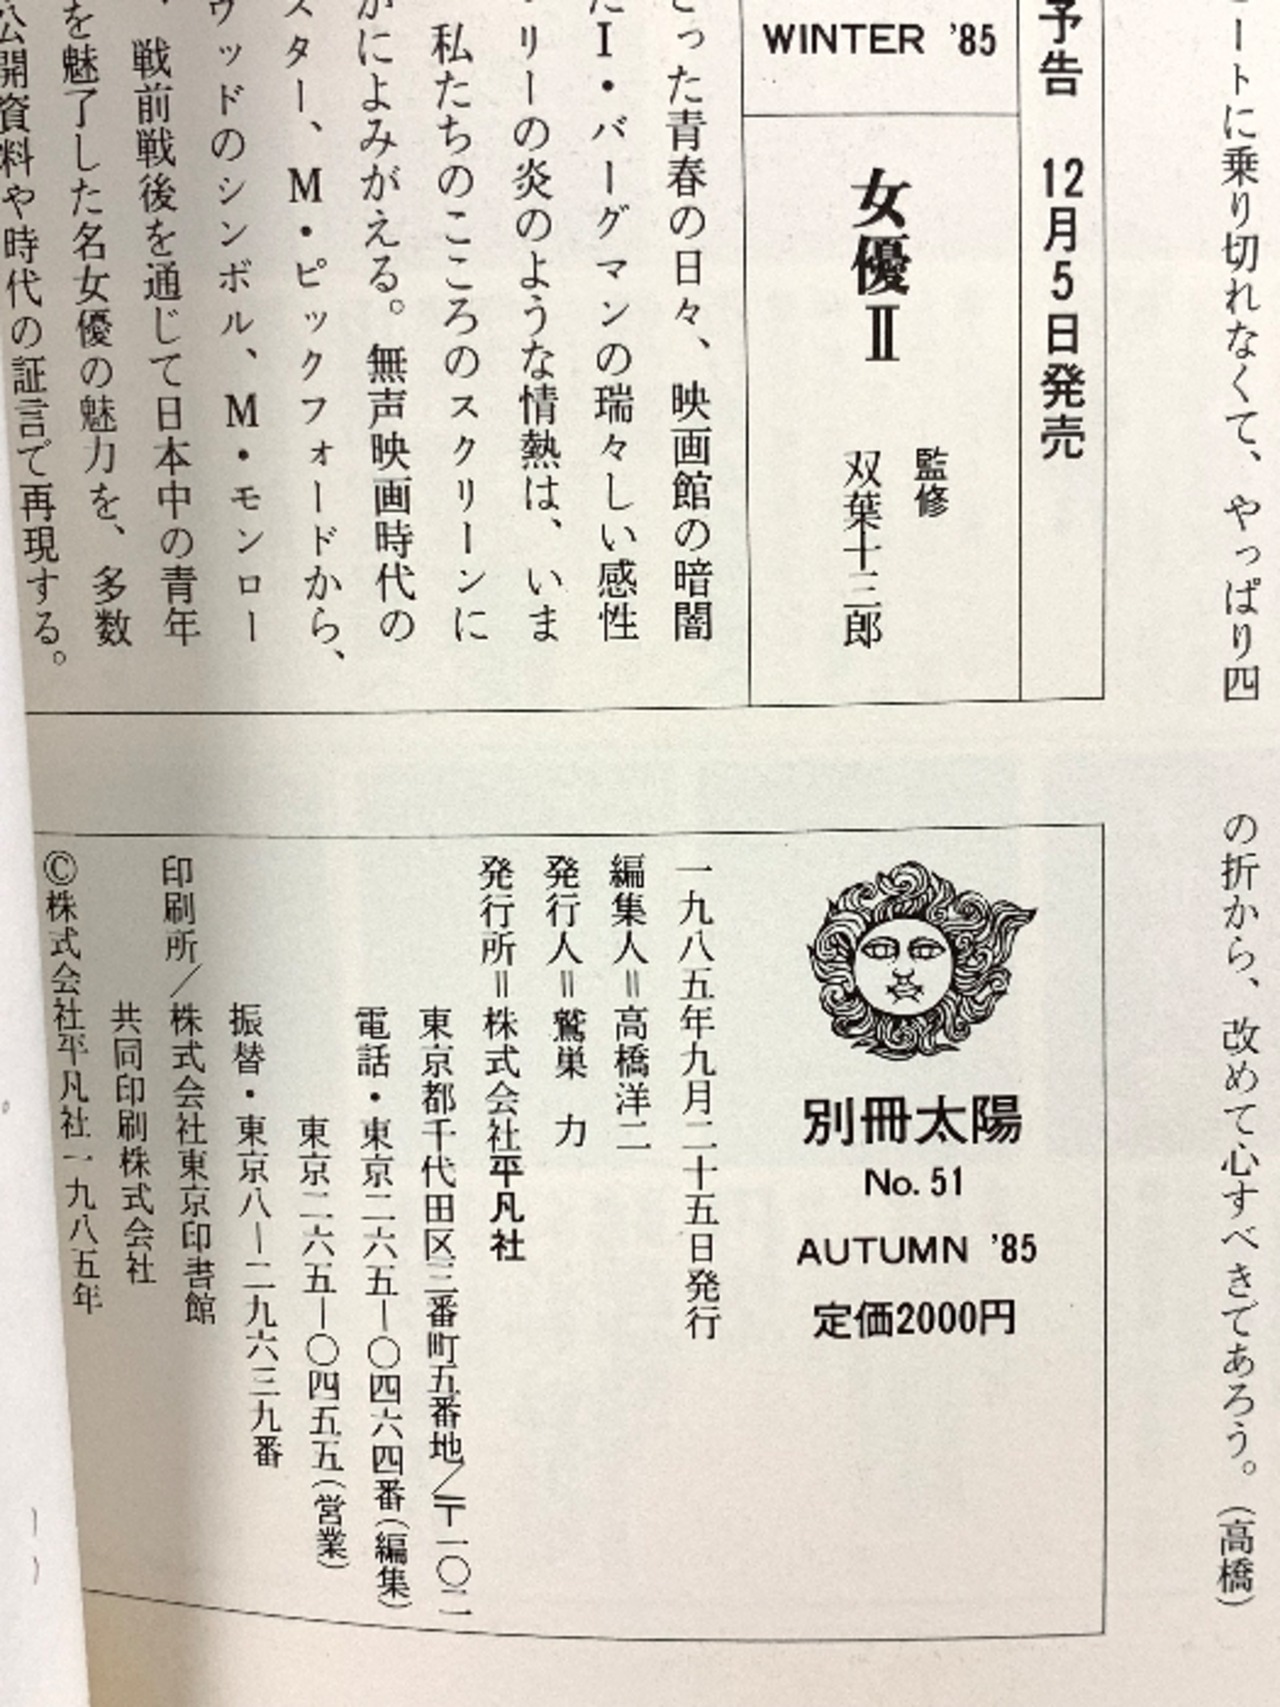 ートに乗り切れなくて、やっぱり四
の折から、改めて心すべきであろう。(高橋)
予告 12月5日発売
WINTER '85
女優Ⅱ
監修
双葉十三郎
った青春の日々、映画館の暗闇
I・バーグマンの瑞々しい感性
・リーの炎のような情熱は、いま
私たちのこころのスクリーンに
によみがえる。無声映画時代の
スター、M・ピックフォードから、
ウッドのシンボル、M・モンロー
戦前戦後を通じて日本中の青年
を魅了した名女優の魅力を、多数
公開資料や時代の証言で再現する。
別冊太陽
No. 51
AUTUMN '85
定価2000円
一九八五年九月二十五日発行
編集人＝高橋洋二
発行人＝鷲巣 力
発行所＝株式会社平凡社
東京都千代田区三番町五番地/〒一〇二
電話・東京二六五ー〇四六四番(編集)
東京二六五ー〇四五五(営業)
振替・東京八ー二九六三九番
印刷所/株式会社東京印書館
共同印刷株式会社
©株式会社平凡社一九八五年